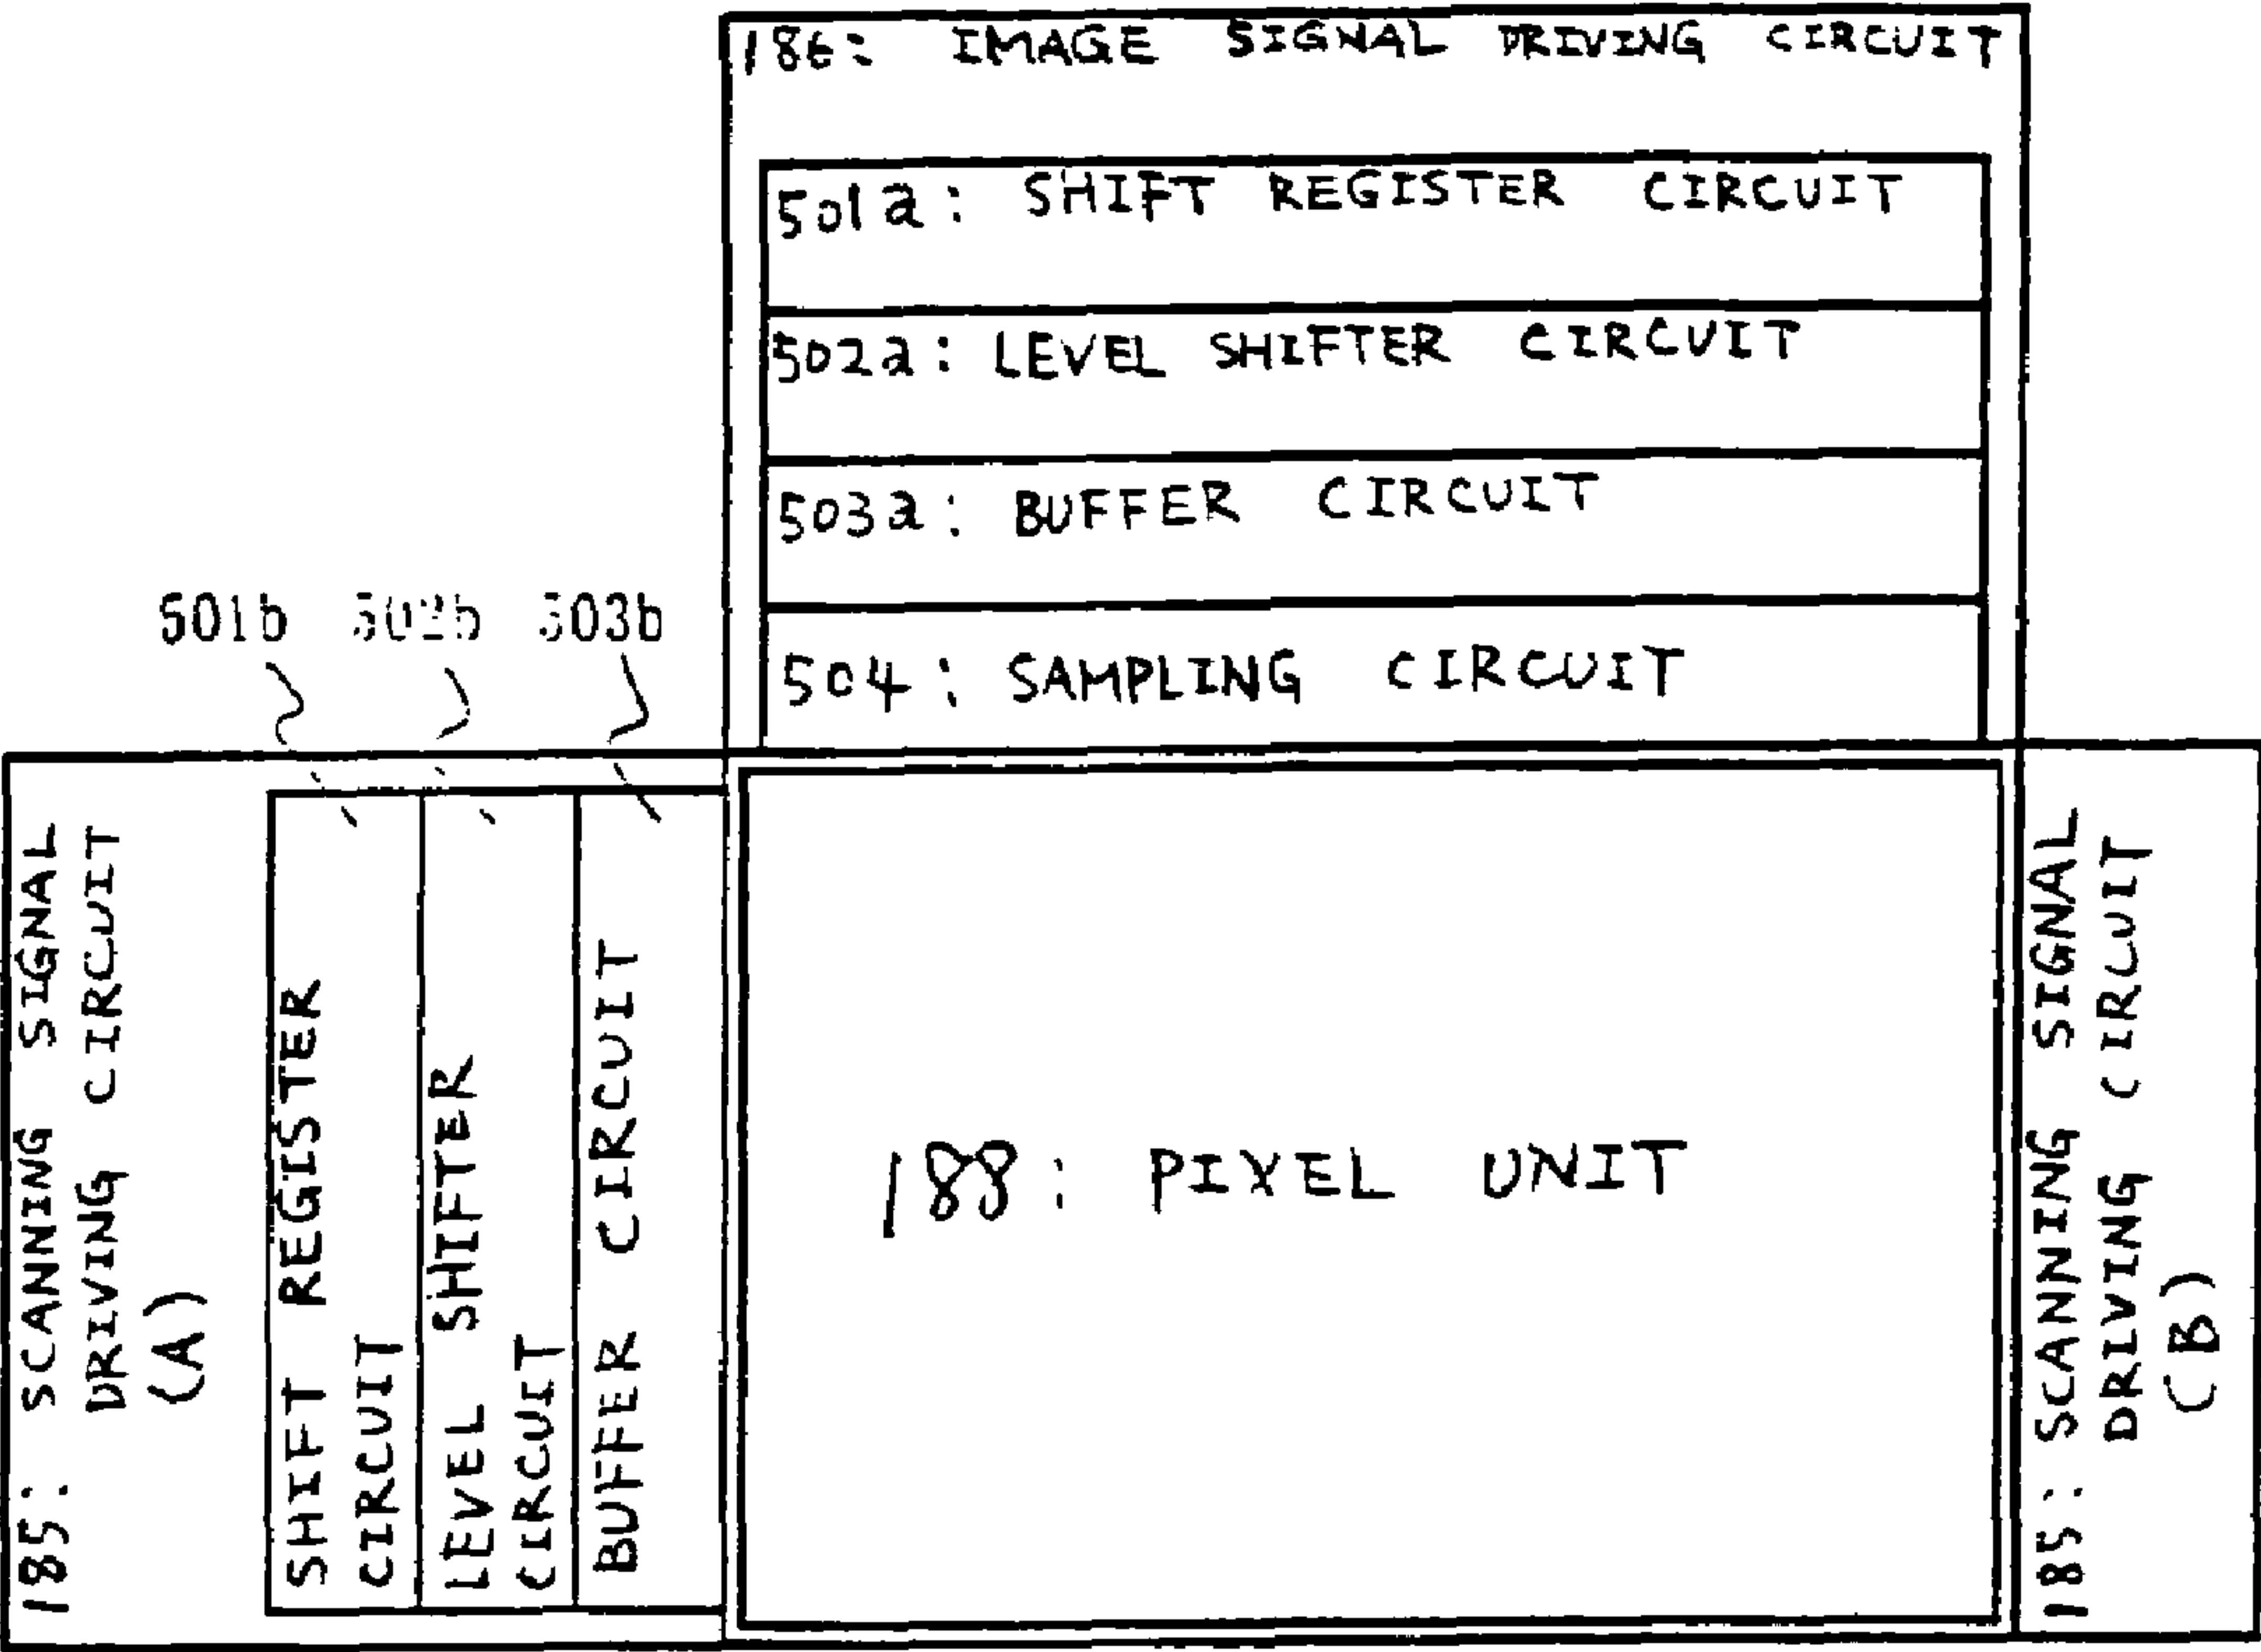 186: IMAGE SIGNAL DRIVING CIRCUIT
501a: SHIFT REGISTER CIRCUIT
502a: LEVEL SHIFTER CIRCUIT
503a: BUFFER CIRCUIT
504: SAMPLING CIRCUIT
501b 502b 503b
185: SCANNING SIGNAL
DRIVING CIRCUIT
(A)
SHIFT REGISTER
CIRCUIT
LEVEL SHIFTER
CIRCUIT
BUFFER CIRCUIT
188: PIXEL UNIT
185: SCANNING SIGNAL
DRIVING CIRCUIT
(B)